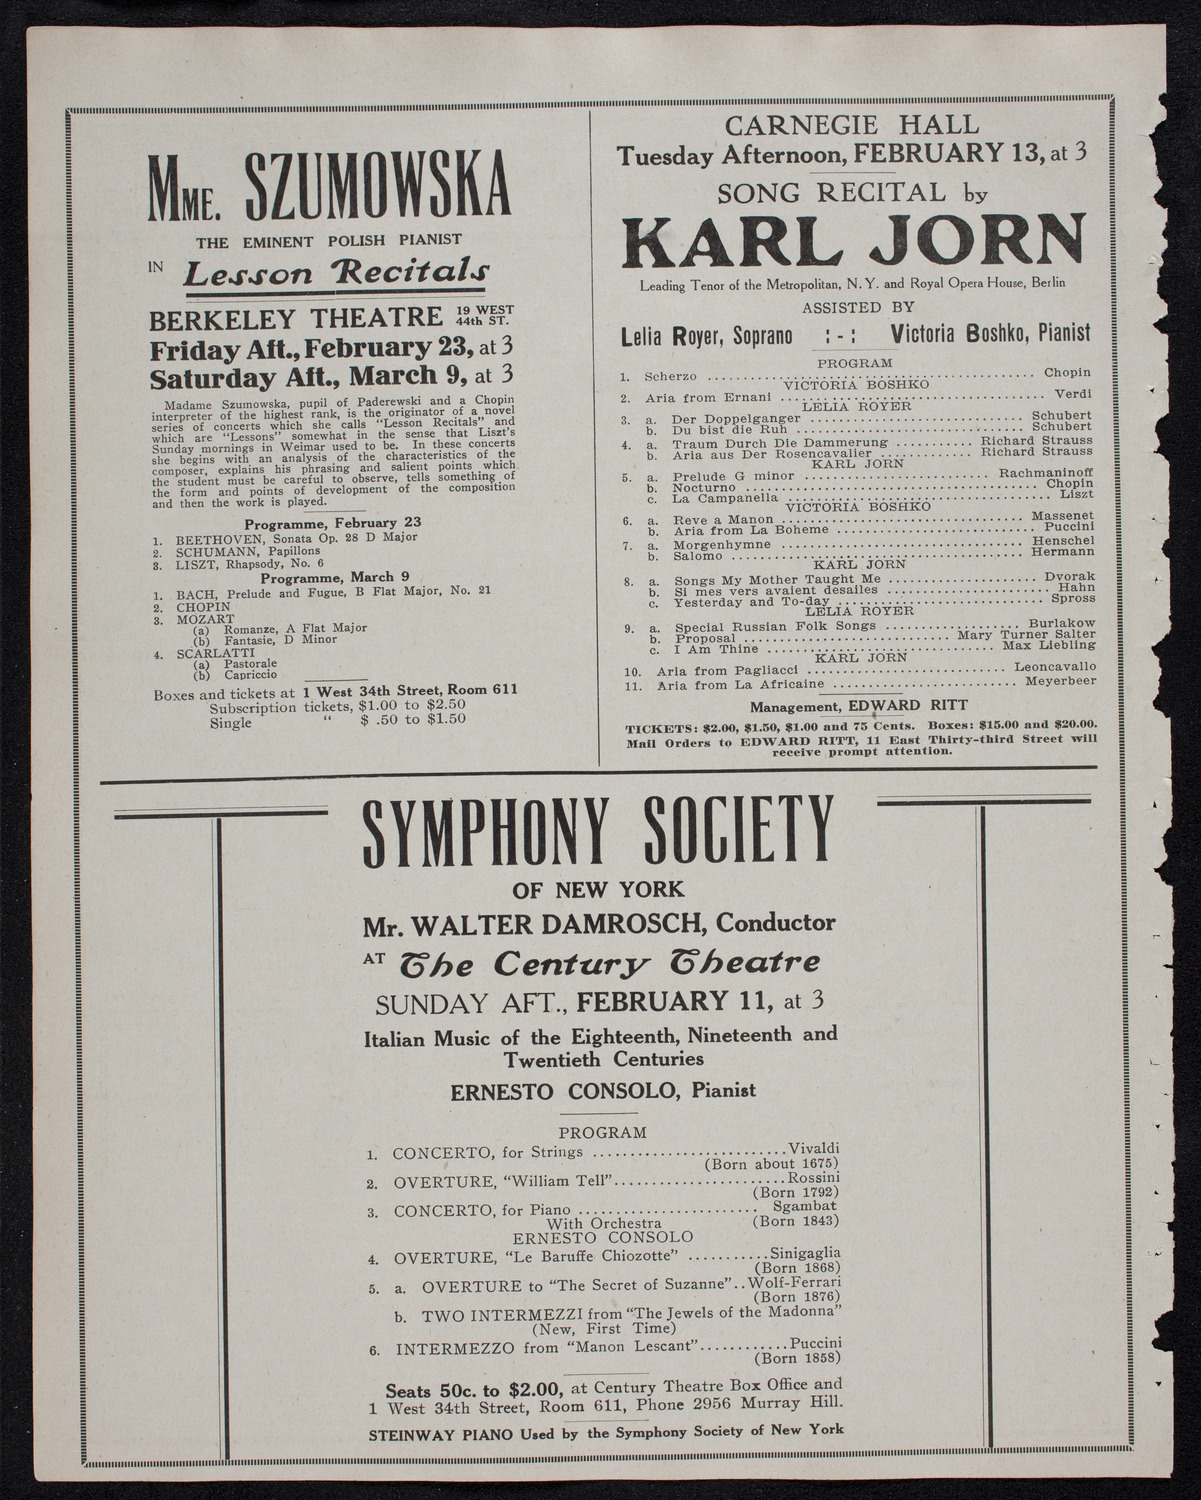 MME. SZUMOWSKA
THE EMINENT POLISH PIANIST
IN Lesson Recitals
BERKELEY THEATRE 19 WEST 44th ST.
Friday Aft., February 23, at 3
Saturday Aft., March 9, at 3
Madame Szumowska, pupil of Paderewski and a Chopin
interpreter of the highest rank, is the originator of a novel
series of concerts which she calls "Lesson Recitals" and
which are "Lessons" somewhat in the sense that Liszt's
Sunday mornings in Weimar used to be. In these concerts
she begins with an analysis of the characteristics of the
composer, explains his phrasing and salient points which
the student must be careful to observe, tells something of
the form and points of development of the composition
and then the work is played.
Programme, February 23
1. BEETHOVEN, Sonata Op. 28 D Major
2. SCHUMANN, Papillons
3. LISZT, Rhapsody, No. 6
Programme, March 9
1. BACH, Prelude and Fugue, B Flat Major, No. 21
2. CHOPIN
3. MOZART
(a) Romanze, A Flat Major
(b) Fantasie, D Minor
4. SCARLATTI
(a) Pastorale
(b) Capriccio
Boxes and tickets at 1 West 34th Street, Room 611
Subscription tickets, $1.00 to $2.50
Single " $ .50 to $1.50
CARNEGIE HALL
Tuesday Afternoon, FEBRUARY 13, at 3
SONG RECITAL by
KARL JORN
Leading Tenor of the Metropolitan, N. Y. and Royal Opera House, Berlin
ASSISTED BY
Lelia Royer, Soprano :-: Victoria Boshko, Pianist
PROGRAM
1. Scherzo ........ Chopin
VICTORIA BOSHKO
2. Aria from Ernani ........ Verdi
LELIA ROYER
3. a. Der Doppelganger ........ Schubert
b. Du bist die Ruh ........ Schubert
4. a. Traum Durch Die Dammerung ........ Richard Strauss
b. Aria aus Der Rosencavalier ........ Richard Strauss
KARL JORN
5. a. Prelude G minor ........ Rachmaninoff
b. Nocturno ........ Chopin
c. La Campanella ........ Liszt
VICTORIA BOSHKO
6. a. Reve a Manon ........ Massenet
b. Aria from La Boheme ........ Puccini
7. a. Morgenhymne ........ Henschel
b. Salomo ........ Hermann
KARL JORN
8. a. Songs My Mother Taught Me ........ Dvorak
b. Si mes vers avaient desailes ........ Hahn
c. Yesterday and To-day ........ Spross
LELIA ROYER
9. a. Special Russian Folk Songs ........ Burlakow
b. Proposal ........ Mary Turner Salter
c. I Am Thine ........ Max Liebling
KARL JORN
10. Aria from Pagliacci ........ Leoncavallo
11. Aria from La Africaine ........ Meyerbeer
Management, EDWARD RITT
TICKETS: $2.00, $1.50, $1.00 and 75 Cents. Boxes: $15.00 and $20.00.
Mail Orders to EDWARD RITT, 11 East Thirty-third Street will
receive prompt attention.
SYMPHONY SOCIETY
OF NEW YORK
Mr. WALTER DAMROSCH, Conductor
AT The Century Theatre
SUNDAY AFT., FEBRUARY 11, at 3
Italian Music of the Eighteenth, Nineteenth and
Twentieth Centuries
ERNESTO CONSOLO, Pianist
PROGRAM
1. CONCERTO, for Strings ........ Vivaldi
(Born about 1675)
2. OVERTURE, "William Tell" ........ Rossini
(Born 1792)
3. CONCERTO, for Piano ........ Sgambat
With Orchestra (Born 1843)
ERNESTO CONSOLO
4. OVERTURE, "Le Baruffe Chiozotte" ........ Sinigaglia
(Born 1868)
5. a. OVERTURE to "The Secret of Suzanne"..Wolf-Ferrari
(Born 1876)
b. TWO INTERMEZZI from "The Jewels of the Madonna"
(New, First Time)
6. INTERMEZZO from "Manon Lescant" ........ Puccini
(Born 1858)
Seats 50c. to $2.00, at Century Theatre Box Office and
1 West 34th Street, Room 611, Phone 2956 Murray Hill.
STEINWAY PIANO Used by the Symphony Society of New York